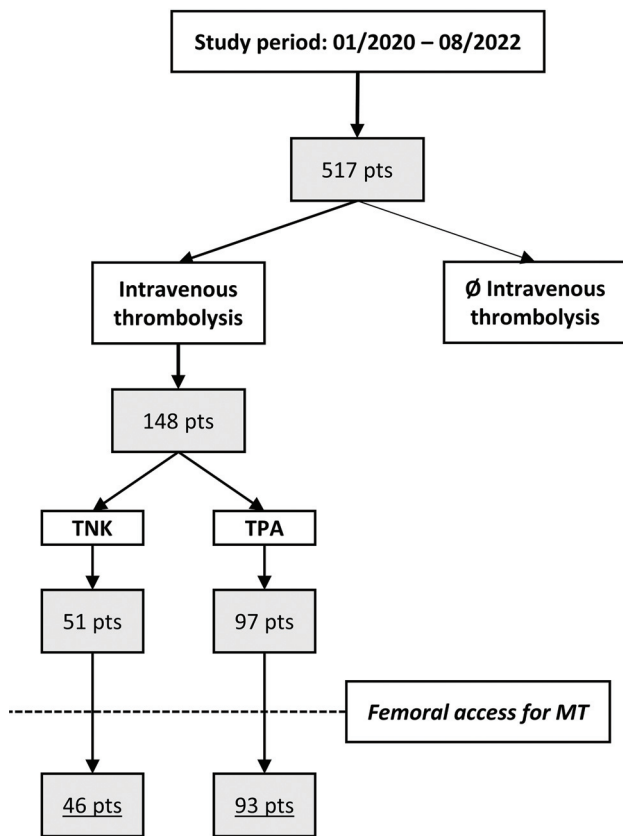 Study period: 01/2020 – 08/2022
517 pts
Intravenous
thrombolysis
Ø Intravenous
thrombolysis
148 pts
TNK
TPA
51 pts
97 pts
Femoral access for MT
46 pts
93 pts